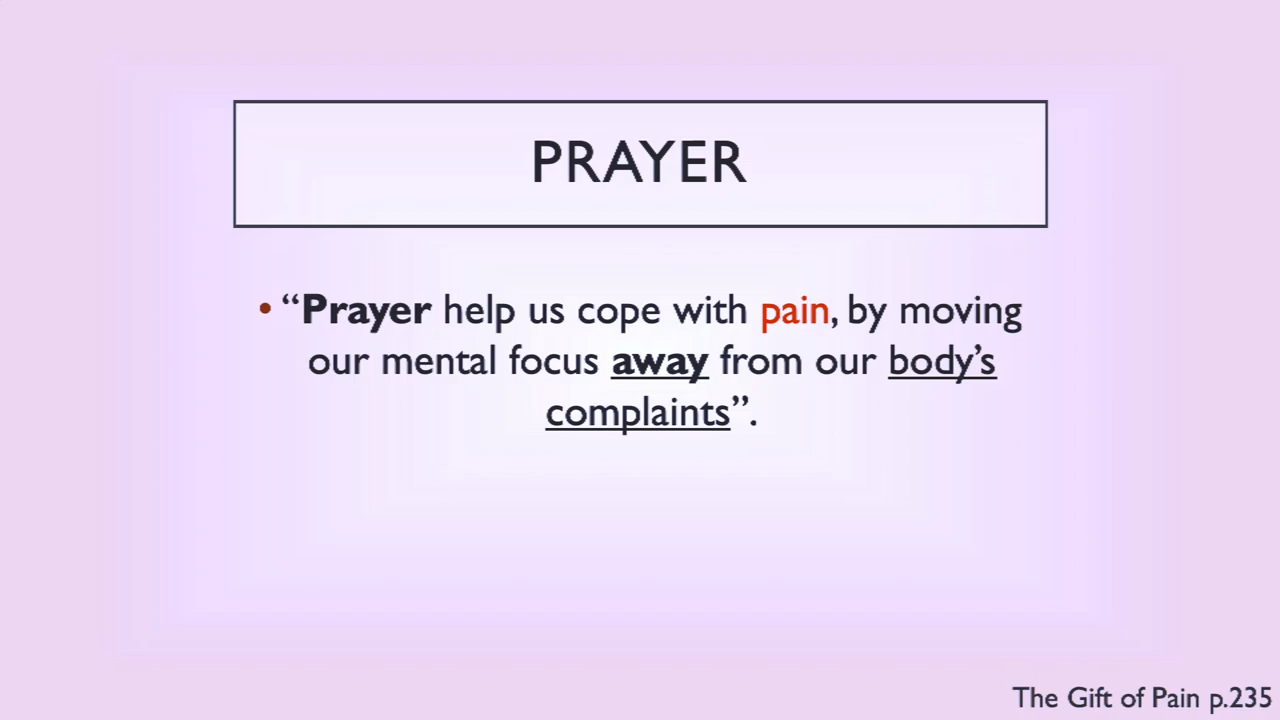 PRAYER
• “Prayer help us cope with pain, by moving
our mental focus away from our body’s
complaints”.
The Gift of Pain p.235